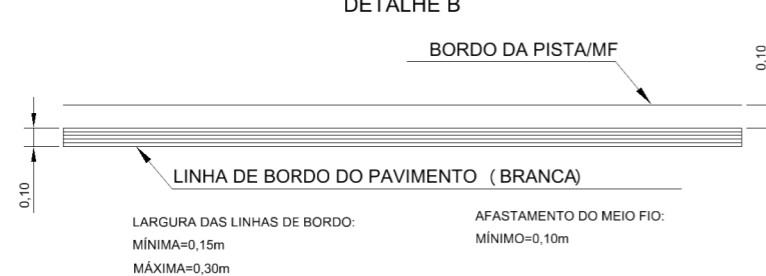 DETALHE B
BORDO DA PISTA/MF
0,10
0,10
LINHA DE BORDO DO PAVIMENTO ( BRANCA)
LARGURA DAS LINHAS DE BORDO:
MÍNIMA=0,15m
MÁXIMA=0,30m
AFASTAMENTO DO MEIO FIO:
MÍNIMO=0,10m